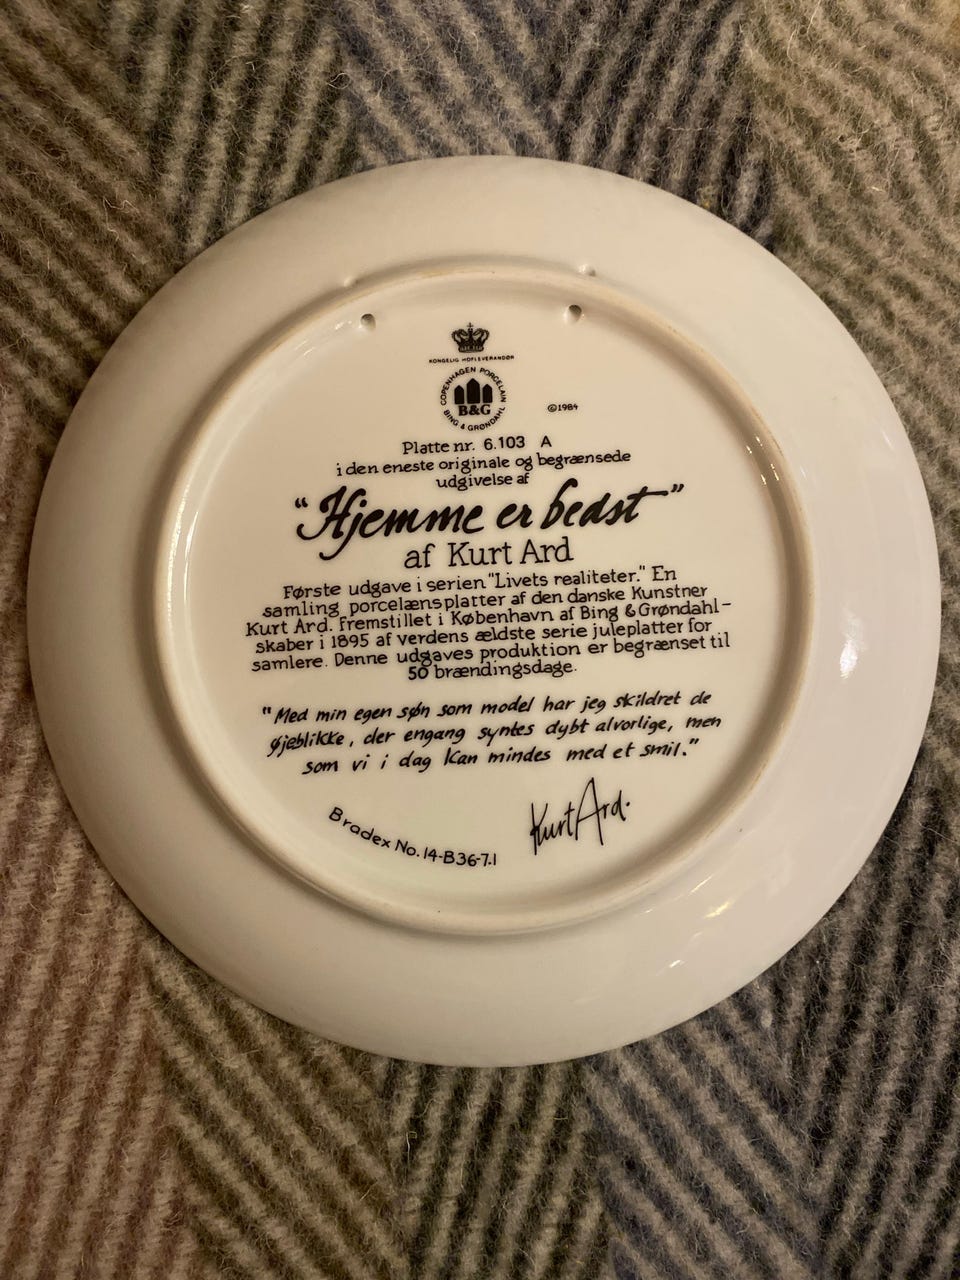 KONGELIG HOFLEVERANDØR
COPENHAGEN PORCELAIN
B&G
BING & GRØNDAHL
©1984
Platte nr. 6.103 A
i den eneste originale og begrænsede
udgivelse af
"Hjemme er bedst"
af Kurt Ard
Første udgave i serien "Livets realiteter." En
samling porcelænsplatter af den danske Kunstner
Kurt Ard. Fremstillet i København af Bing & Grøndahl-
skaber i 1895 af verdens ældste serie juleplatter for
samlere. Denne udgaves produktion er begrænset til
50 brændingsdage.
"Med min egen søn som model har jeg skildret de
øjeblikke, der engang syntes dybt alvorlige, men
som vi i dag kan mindes med et smil."
Kurt Ard.
Bradex No. 14-B36-7.1